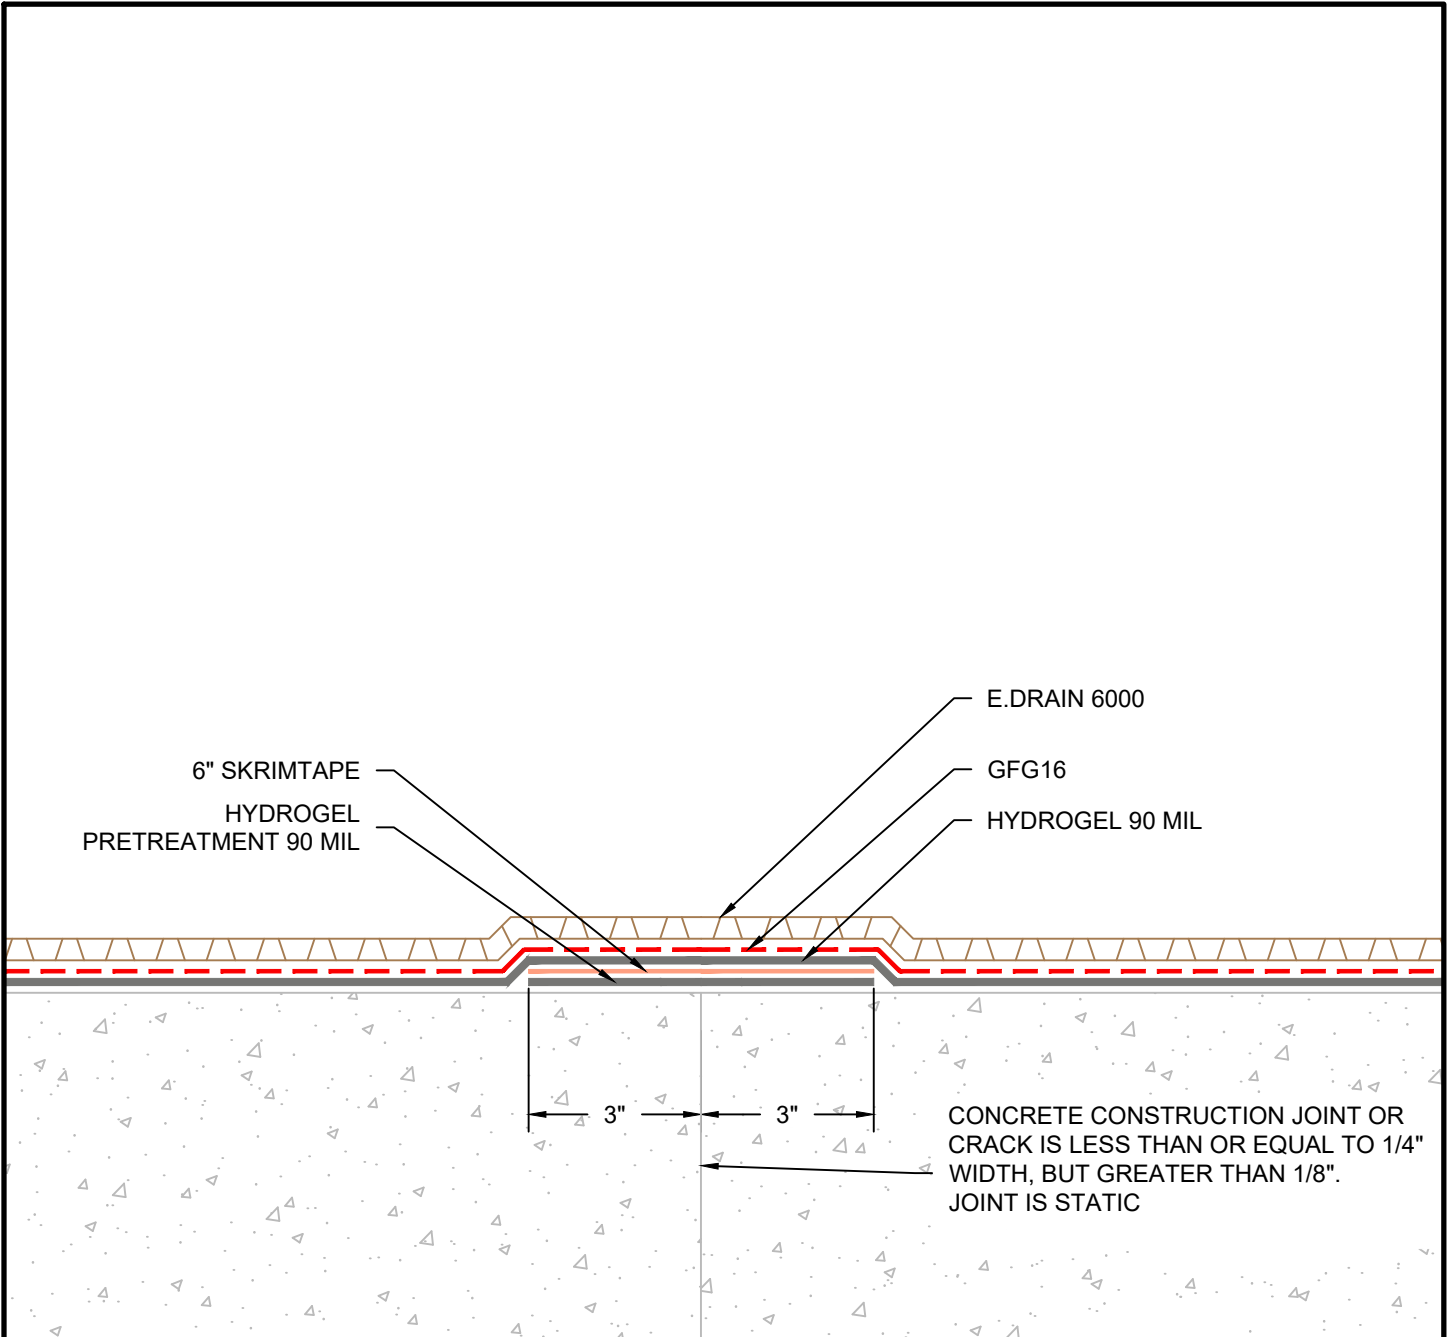 E.DRAIN 6000
6" SKRIMTAPE
GFG16
HYDROGEL
PRETREATMENT 90 MIL
HYDROGEL 90 MIL
3"
3"
CONCRETE CONSTRUCTION JOINT OR
CRACK IS LESS THAN OR EQUAL TO 1/4"
WIDTH, BUT GREATER THAN 1/8".
JOINT IS STATIC